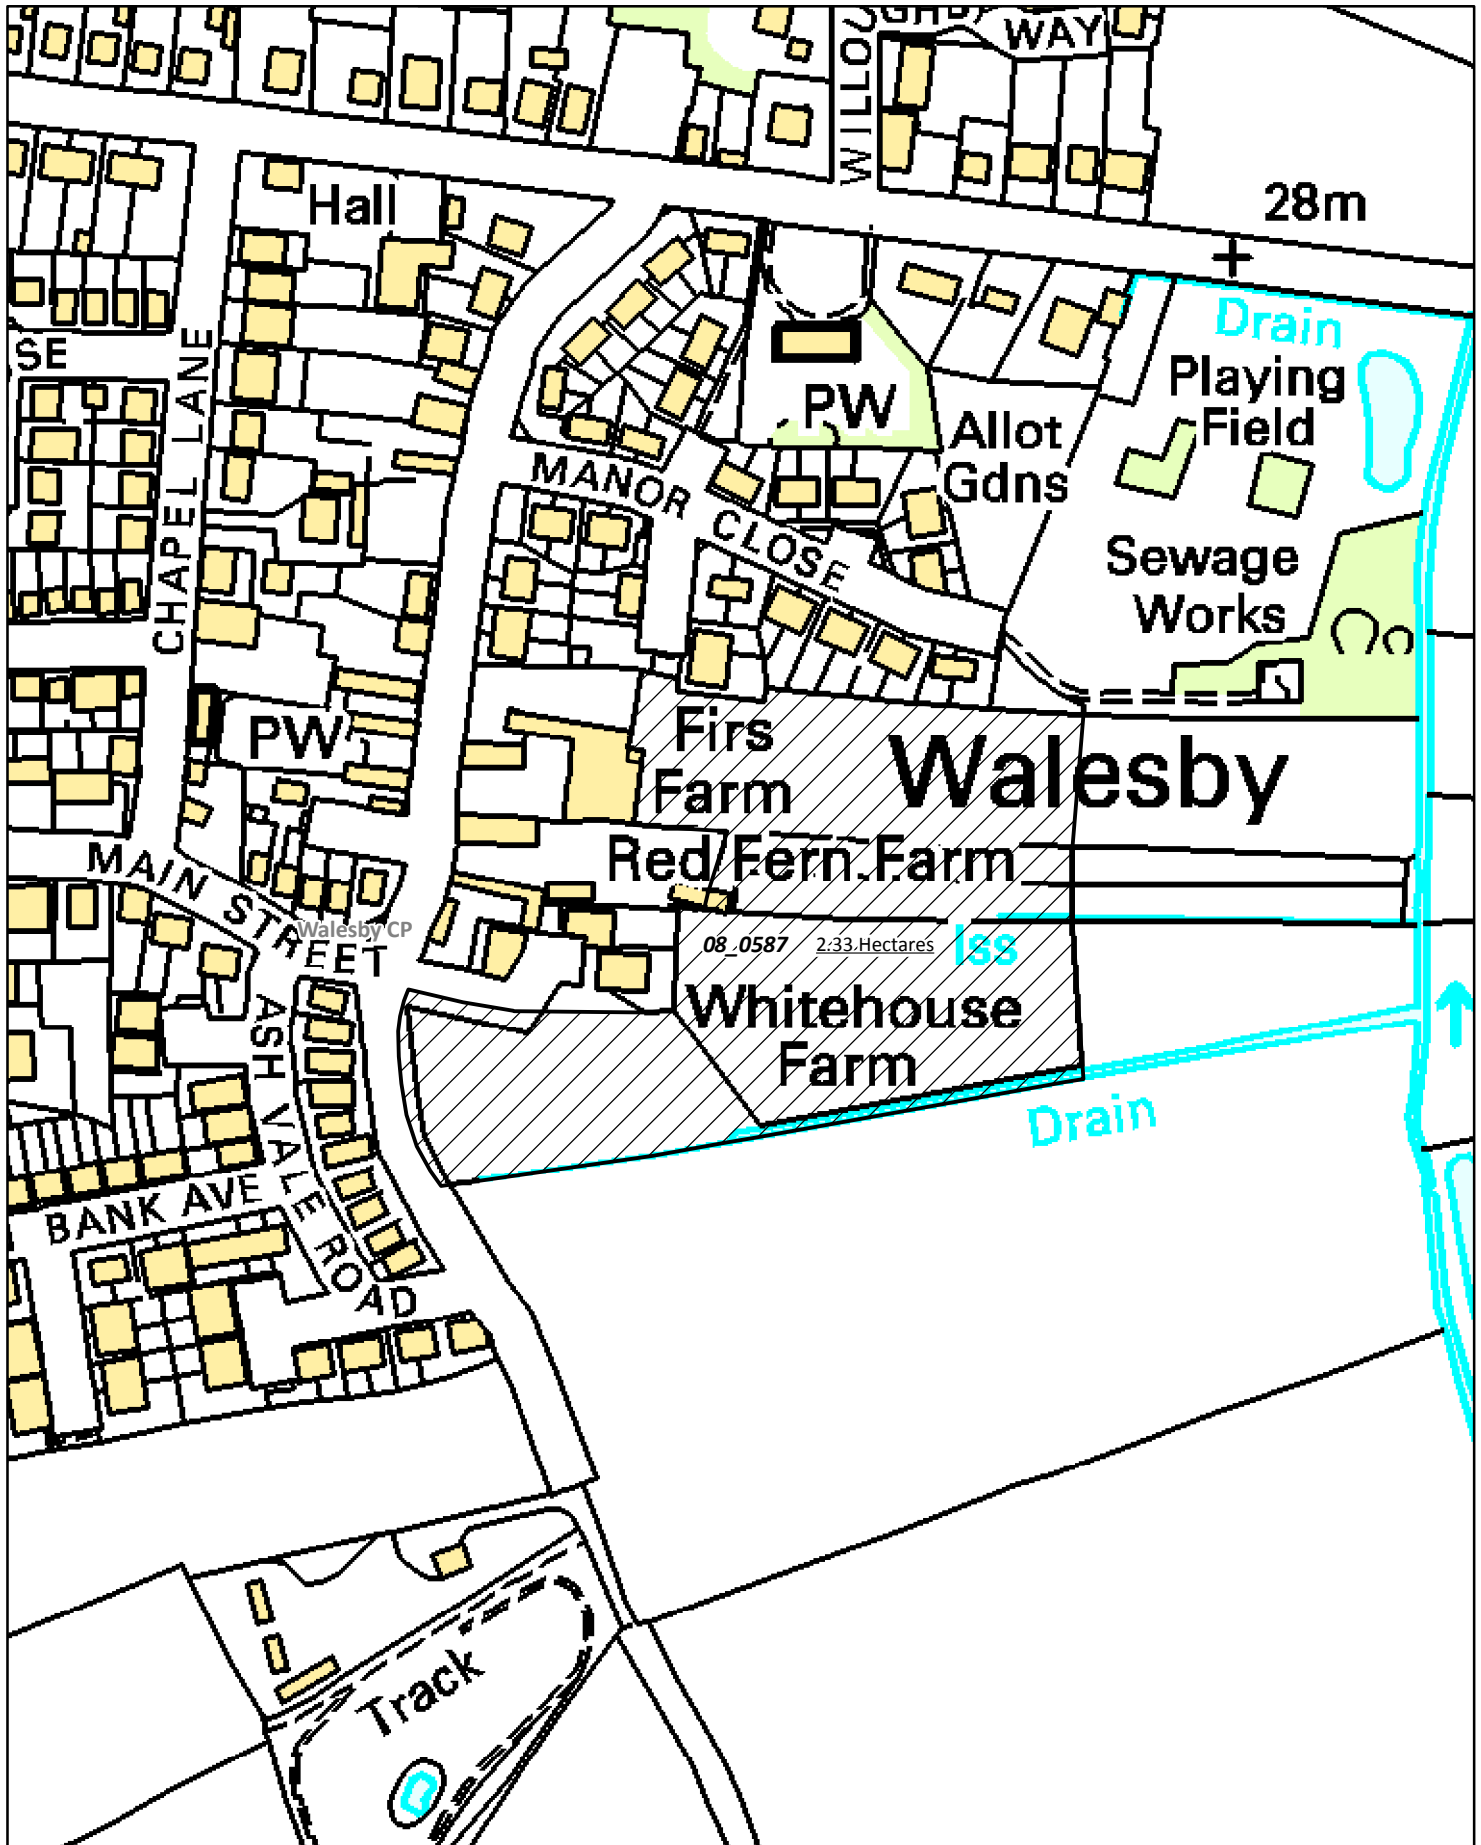 WAY
WILLOUGHBY
28m
Hall
Drain
SE
Playing
Field
PW
Allot
Gdns
MANOR CLOSE
CHAPEL LANE
Sewage
Works
Firs
Farm
PW
Walesby
Red Fern Farm
MAIN STREET
Walesby CP
08_0587 2.33 Hectares
Iss
Whitehouse
Farm
ASH VALE ROAD
Drain
BANK AVE
Track